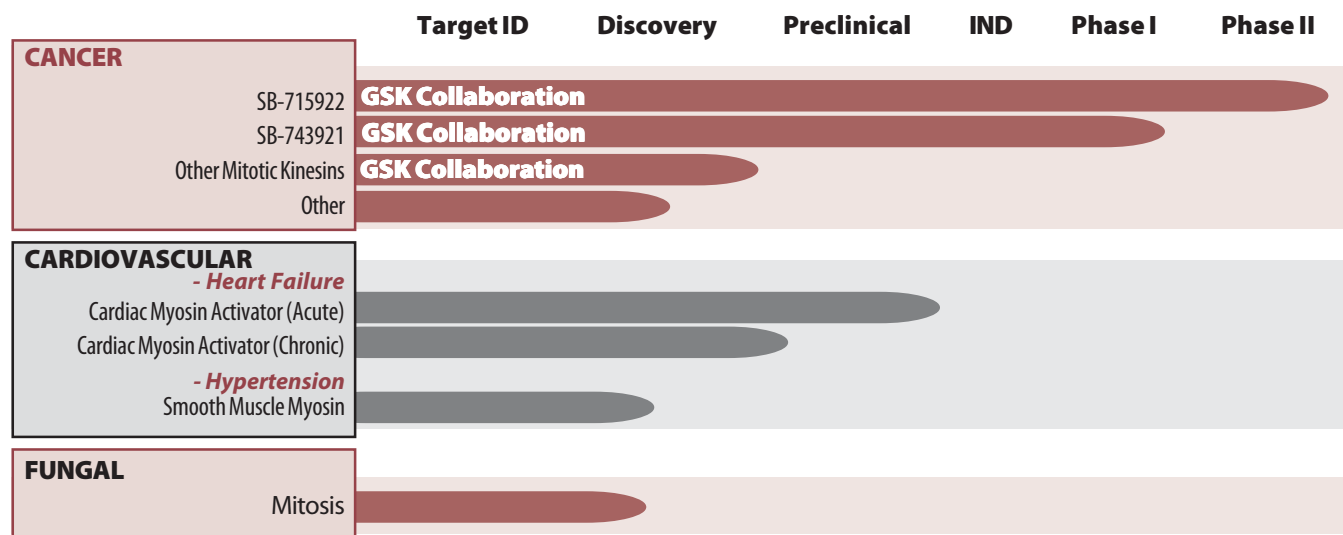 Target ID Discovery Preclinical IND Phase I Phase II
CANCER
SB-715922 GSK Collaboration
SB-743921 GSK Collaboration
Other Mitotic Kinesins GSK Collaboration
Other
CARDIOVASCULAR
- Heart Failure
Cardiac Myosin Activator (Acute)
Cardiac Myosin Activator (Chronic)
- Hypertension
Smooth Muscle Myosin
FUNGAL
Mitosis